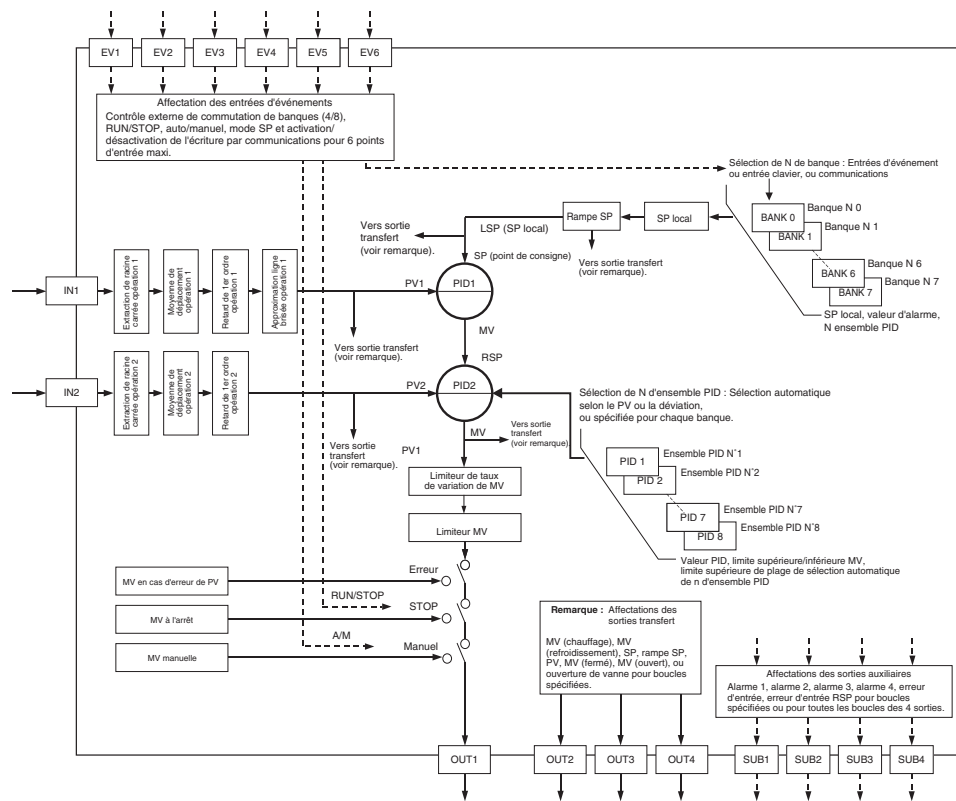 EV1 EV2 EV3 EV4 EV5 EV6
Affectation des entrées d'événements
Contrôle externe de commutation de banques (4/8),
RUN/STOP, auto/manuel, mode SP et activation/
désactivation de l'écriture par communications pour 6 points
d'entrée maxi.
Sélection de N de banque : Entrées d'événement
ou entrée clavier, ou communications
BANK 0
Banque N 0
BANK 1
Banque N 1
BANK 6
Banque N 6
BANK 7
Banque N 7
SP local, valeur d'alarme,
N ensemble PID
SP local
Rampe SP
Vers sortie transfert
(voir remarque).
LSP (SP local)
Vers sortie
transfert
(voir remarque).
SP (point de consigne)
IN1
Extraction de racine
carrée opération 1
Moyenne de
déplacement
opération 1
Retard de 1er ordre
opération 1
Approximation ligne
brisée opération 1
PV1
PID1
Vers sortie transfert
(voir remarque).
MV
RSP
IN2
Extraction de racine
carrée opération 2
Moyenne de
déplacement
opération 2
Retard de 1er ordre
opération 2
PV2
PID2
Vers sortie
transfert
(voir remarque).
PV1
MV
Vers sortie
transfert
(voir remarque).
Sélection de N d'ensemble PID : Sélection automatique
selon le PV ou la déviation,
ou spécifiée pour chaque banque.
PID 1
Ensemble PID N°1
PID 2
Ensemble PID N°2
PID 7
Ensemble PID N°7
PID 8
Ensemble PID N°8
Valeur PID, limite supérieure/inférieure MV,
limite supérieure de plage de sélection automatique
de n d'ensemble PID
Limiteur de taux
de variation de MV
Limiteur MV
MV en cas d'erreur de PV
Erreur
RUN/STOP
MV à l'arrêt
STOP
A/M
MV manuelle
Manuel
Remarque : Affectations des
sorties transfert
MV (chauffage), MV
(refroidissement), SP, rampe SP,
PV, MV (fermé), MV (ouvert), ou
ouverture de vanne pour boucles
spécifiées.
Affectations des sorties auxiliaires
Alarme 1, alarme 2, alarme 3, alarme 4, erreur
d'entrée, erreur d'entrée RSP pour boucles
spécifiées ou pour toutes les boucles des 4 sorties.
OUT1 OUT2 OUT3 OUT4 SUB1 SUB2 SUB3 SUB4